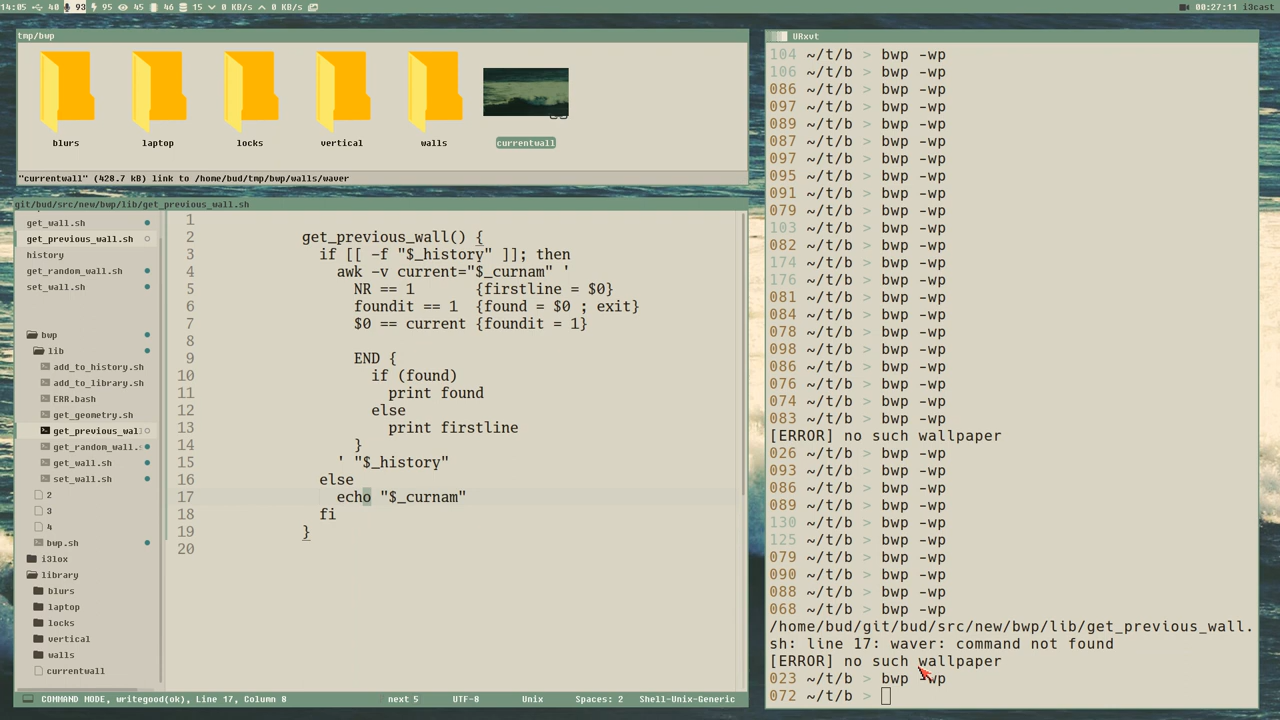 14:05 40 93 95 45 46 15 0 KB/s 0 KB/s
00:27:11 i3cast
tmp/bwp
blurs
laptop
locks
vertical
walls
currentwall
"currentwall" (428.7 kB) link to /home/bud/tmp/bwp/walls/waver
git/bud/src/new/bwp/lib/get_previous_wall.sh
get_wall.sh
get_previous_wall.sh
history
get_random_wall.sh
set_wall.sh
bwp
lib
add_to_history.sh
add_to_library.sh
ERR.bash
get_geometry.sh
get_previous_wal
get_random_wall.
get_wall.sh
set_wall.sh
2
3
4
bwp.sh
i3lox
library
blurs
laptop
locks
vertical
walls
currentwall
1
2 get_previous_wall() {
3 if [[ -f "$_history" ]]; then
4 awk -v current="$_curnam" '
5 NR == 1 {firstline = $0}
6 foundit == 1 {found = $0 ; exit}
7 $0 == current {foundit = 1}
8
9 END {
10 if (found)
11 print found
12 else
13 print firstline
14 }
15 ' "$_history"
16 else
17 echo "$_curnam"
18 fi
19 }
20
COMMAND MODE, writegood(ok), Line 17, Column 8 next 5 UTF-8 Unix Spaces: 2 Shell-Unix-Generic
URxvt
104 ~/t/b > bwp -wp
106 ~/t/b > bwp -wp
086 ~/t/b > bwp -wp
097 ~/t/b > bwp -wp
089 ~/t/b > bwp -wp
087 ~/t/b > bwp -wp
097 ~/t/b > bwp -wp
095 ~/t/b > bwp -wp
091 ~/t/b > bwp -wp
079 ~/t/b > bwp -wp
103 ~/t/b > bwp -wp
082 ~/t/b > bwp -wp
174 ~/t/b > bwp -wp
176 ~/t/b > bwp -wp
081 ~/t/b > bwp -wp
084 ~/t/b > bwp -wp
078 ~/t/b > bwp -wp
098 ~/t/b > bwp -wp
086 ~/t/b > bwp -wp
076 ~/t/b > bwp -wp
074 ~/t/b > bwp -wp
083 ~/t/b > bwp -wp
[ERROR] no such wallpaper
026 ~/t/b > bwp -wp
093 ~/t/b > bwp -wp
086 ~/t/b > bwp -wp
089 ~/t/b > bwp -wp
130 ~/t/b > bwp -wp
125 ~/t/b > bwp -wp
079 ~/t/b > bwp -wp
090 ~/t/b > bwp -wp
088 ~/t/b > bwp -wp
068 ~/t/b > bwp -wp
/home/bud/git/bud/src/new/bwp/lib/get_previous_wall.
sh: line 17: waver: command not found
[ERROR] no such wallpaper
023 ~/t/b > bwp -wp
072 ~/t/b >